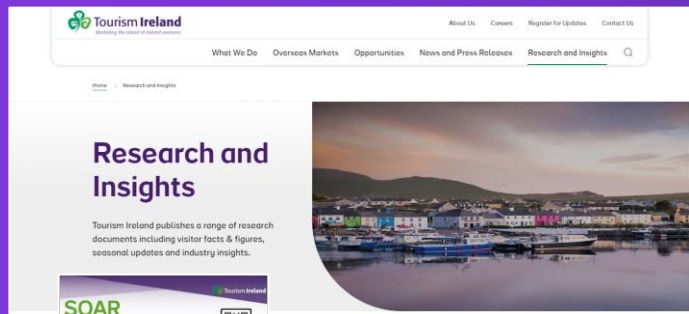 Tourism Ireland
Marketing the island of Ireland overseas
About Us Careers Register for Updates Contact Us
What We Do Overseas Markets Opportunities News and Press Releases Research and Insights
Home | Research and Insights
Research and
Insights
Tourism Ireland publishes a range of research
documents including visitor facts & figures,
seasonal updates and industry insights.
Tourism Ireland
SOAR